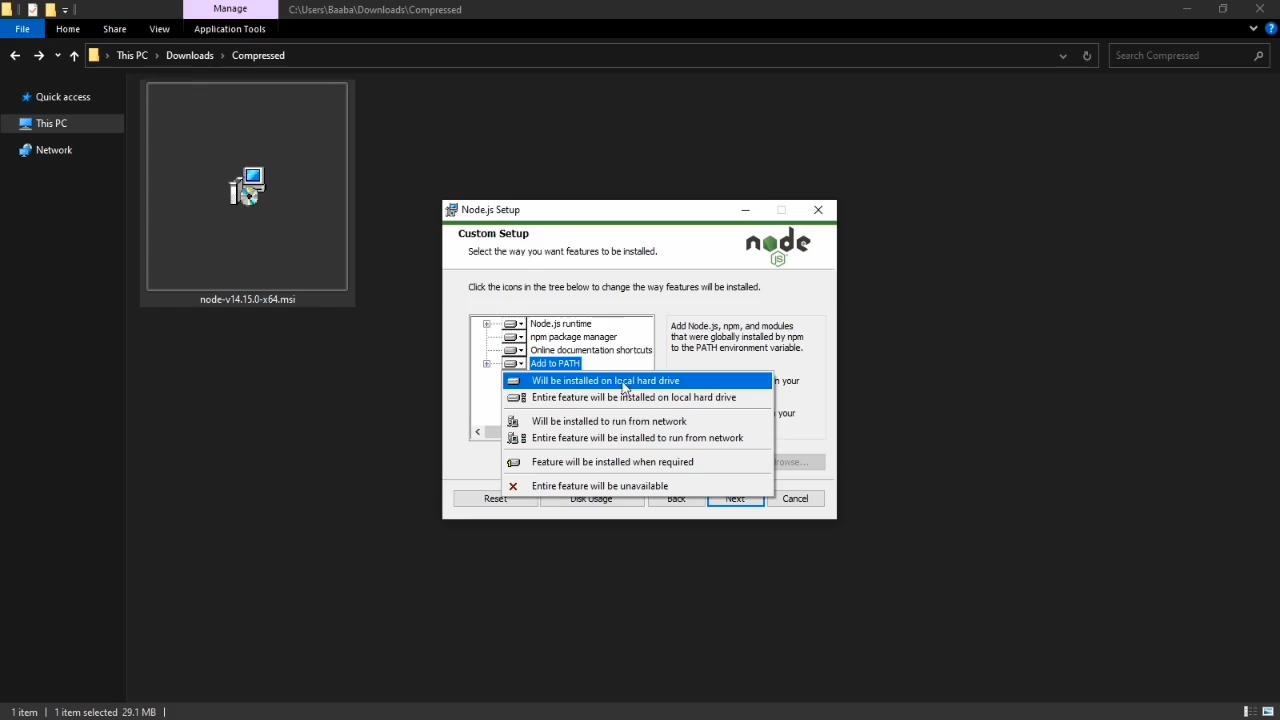 Manage
C:\Users\Baaba\Downloads\Compressed
File
Home
Share
View
Application Tools
This PC
Downloads
Compressed
Search Compressed
Quick access
This PC
Network
node-v14.15.0-x64.msi
Node.js Setup
Custom Setup
Select the way you want features to be installed.
node
JS
Click the icons in the tree below to change the way features will be installed.
Node.js runtime
npm package manager
Online documentation shortcuts
Add to PATH
Add Node.js, npm, and modules
that were globally installed by npm
to the PATH environment variable.
Will be installed on local hard drive
Entire feature will be installed on local hard drive
Will be installed to run from network
Entire feature will be installed to run from network
Feature will be installed when required
Entire feature will be unavailable
n your
your
owse...
Reset
Disk Usage
Back
Next
Cancel
1 item
1 item selected 29.1 MB